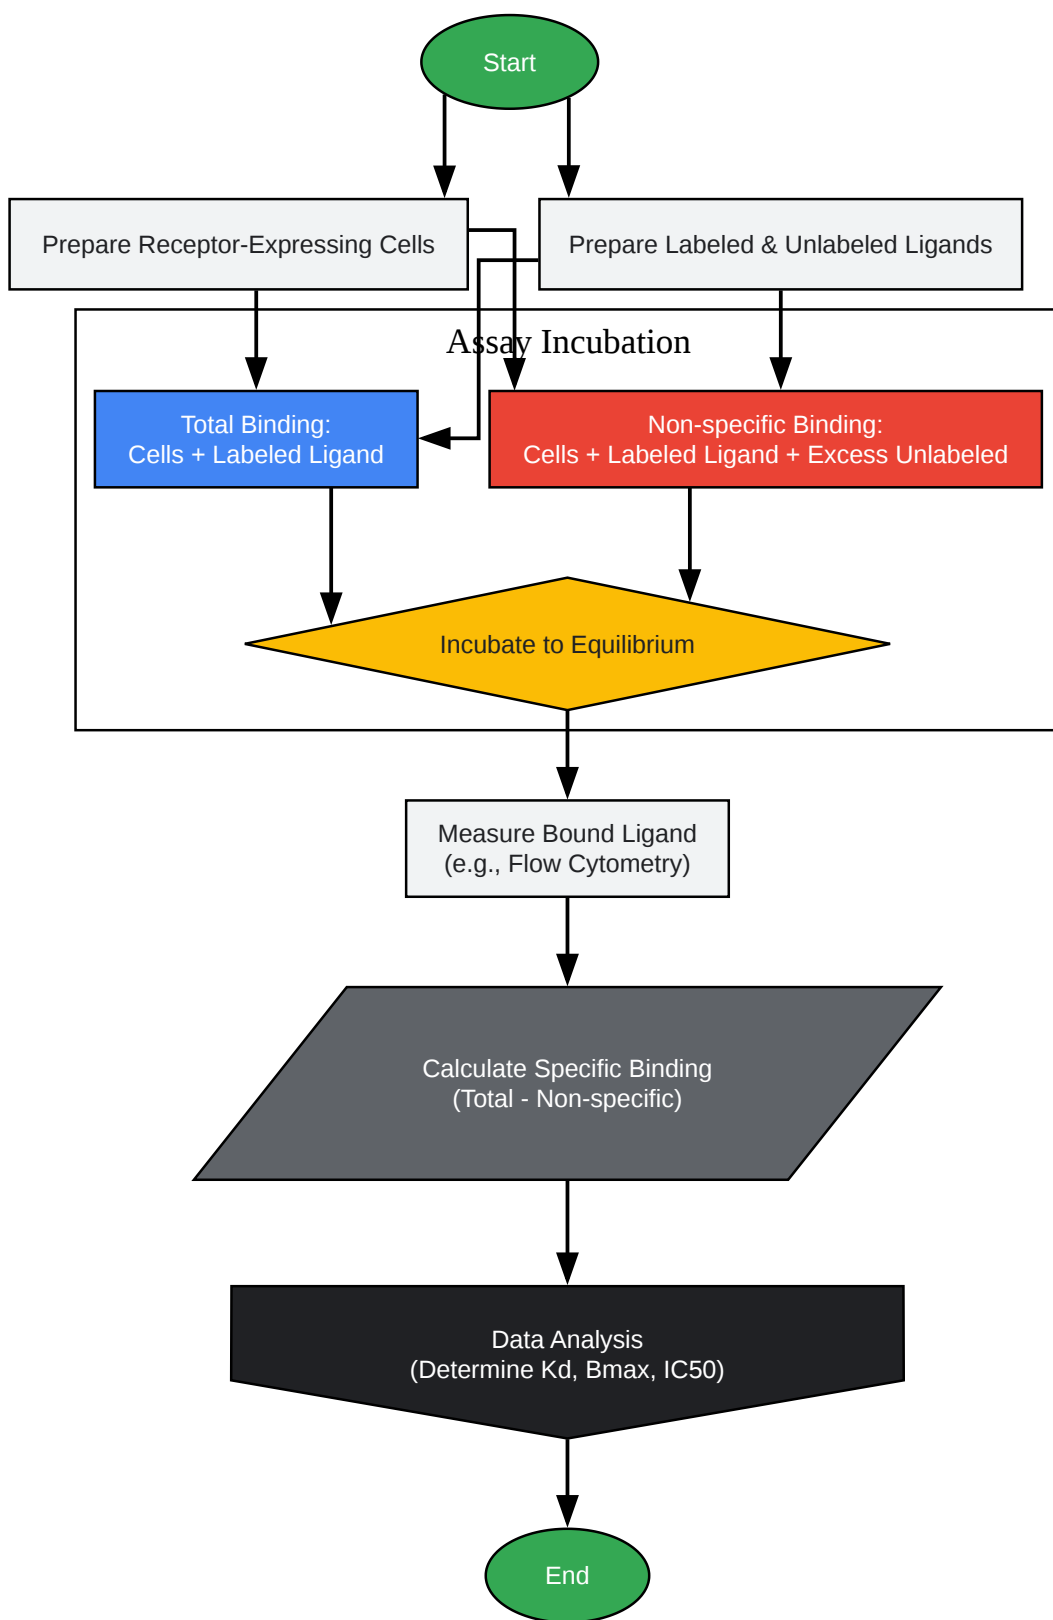 Start
Prepare Receptor-Expressing Cells
Prepare Labeled & Unlabeled Ligands
Assay Incubation
Total Binding:
Cells + Labeled Ligand
Non-specific Binding:
Cells + Labeled Ligand + Excess Unlabeled
Incubate to Equilibrium
Measure Bound Ligand
(e.g., Flow Cytometry)
Calculate Specific Binding
(Total - Non-specific)
Data Analysis
(Determine Kd, Bmax, IC50)
End